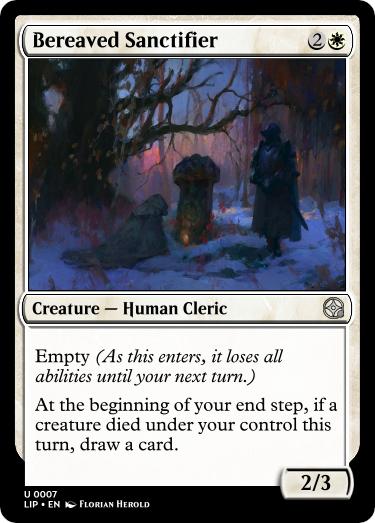 Bereaved Sanctifier 2
Creature — Human Cleric
Empty (As this enters, it loses all
abilities until your next turn.)
At the beginning of your end step, if a
creature died under your control this
turn, draw a card.
2/3
U 0007
LIP • EN Florian Herold